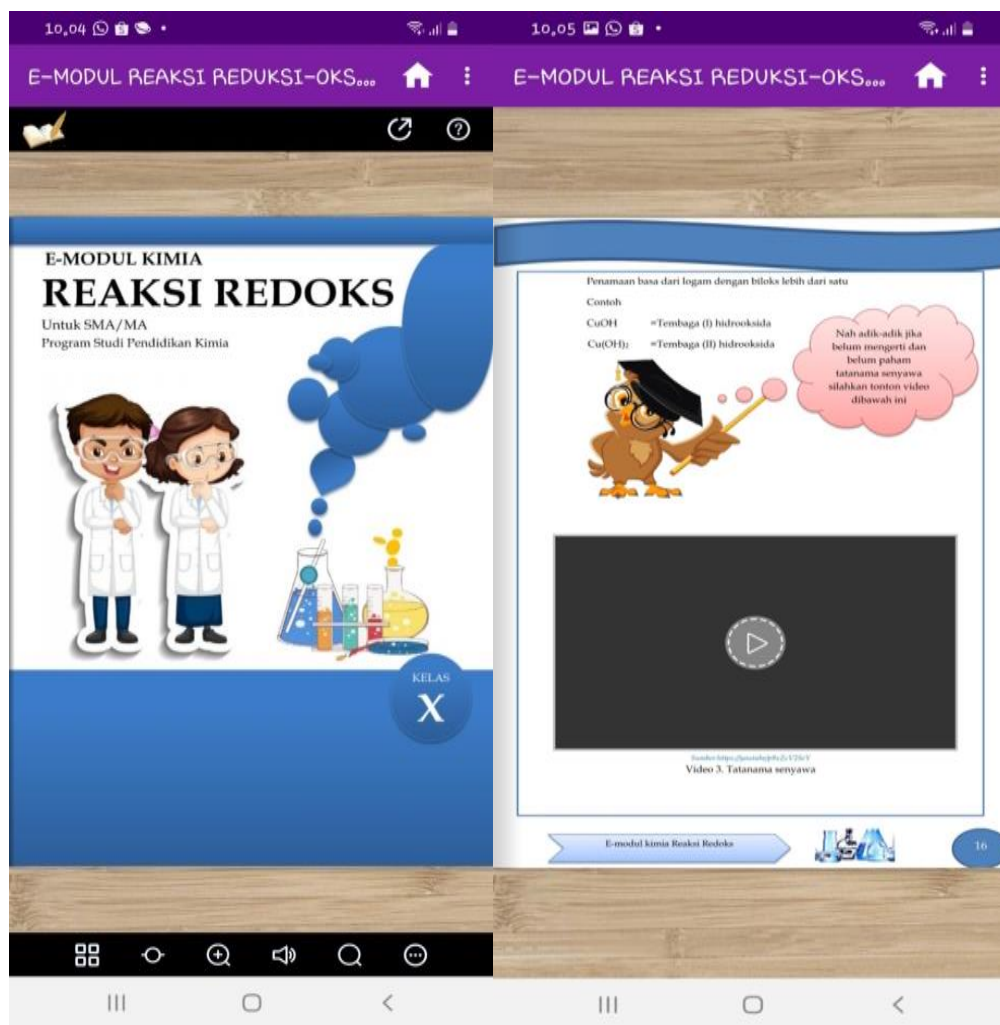 10.04
E-MODUL REAKSI REDUKSI-OKS...
E-MODUL KIMIA
REAKSI REDOKS
Untuk SMA/MA
Program Studi Pendidikan Kimia
KELAS
X
10.05
E-MODUL REAKSI REDUKSI-OKS...
Penamaan basa dari logam dengan biloks lebih dari satu
Contoh
CuOH =Tembaga (I) hidrooksida
Cu(OH)₂ =Tembaga (II) hidrooksida
Nah adik-adik jika
belum mengerti dan
belum paham
tatanama senyawa
silahkan tonton video
dibawah ini
Video 3. Tatanama senyawa
E-modul kimia Reaksi Redoks
16